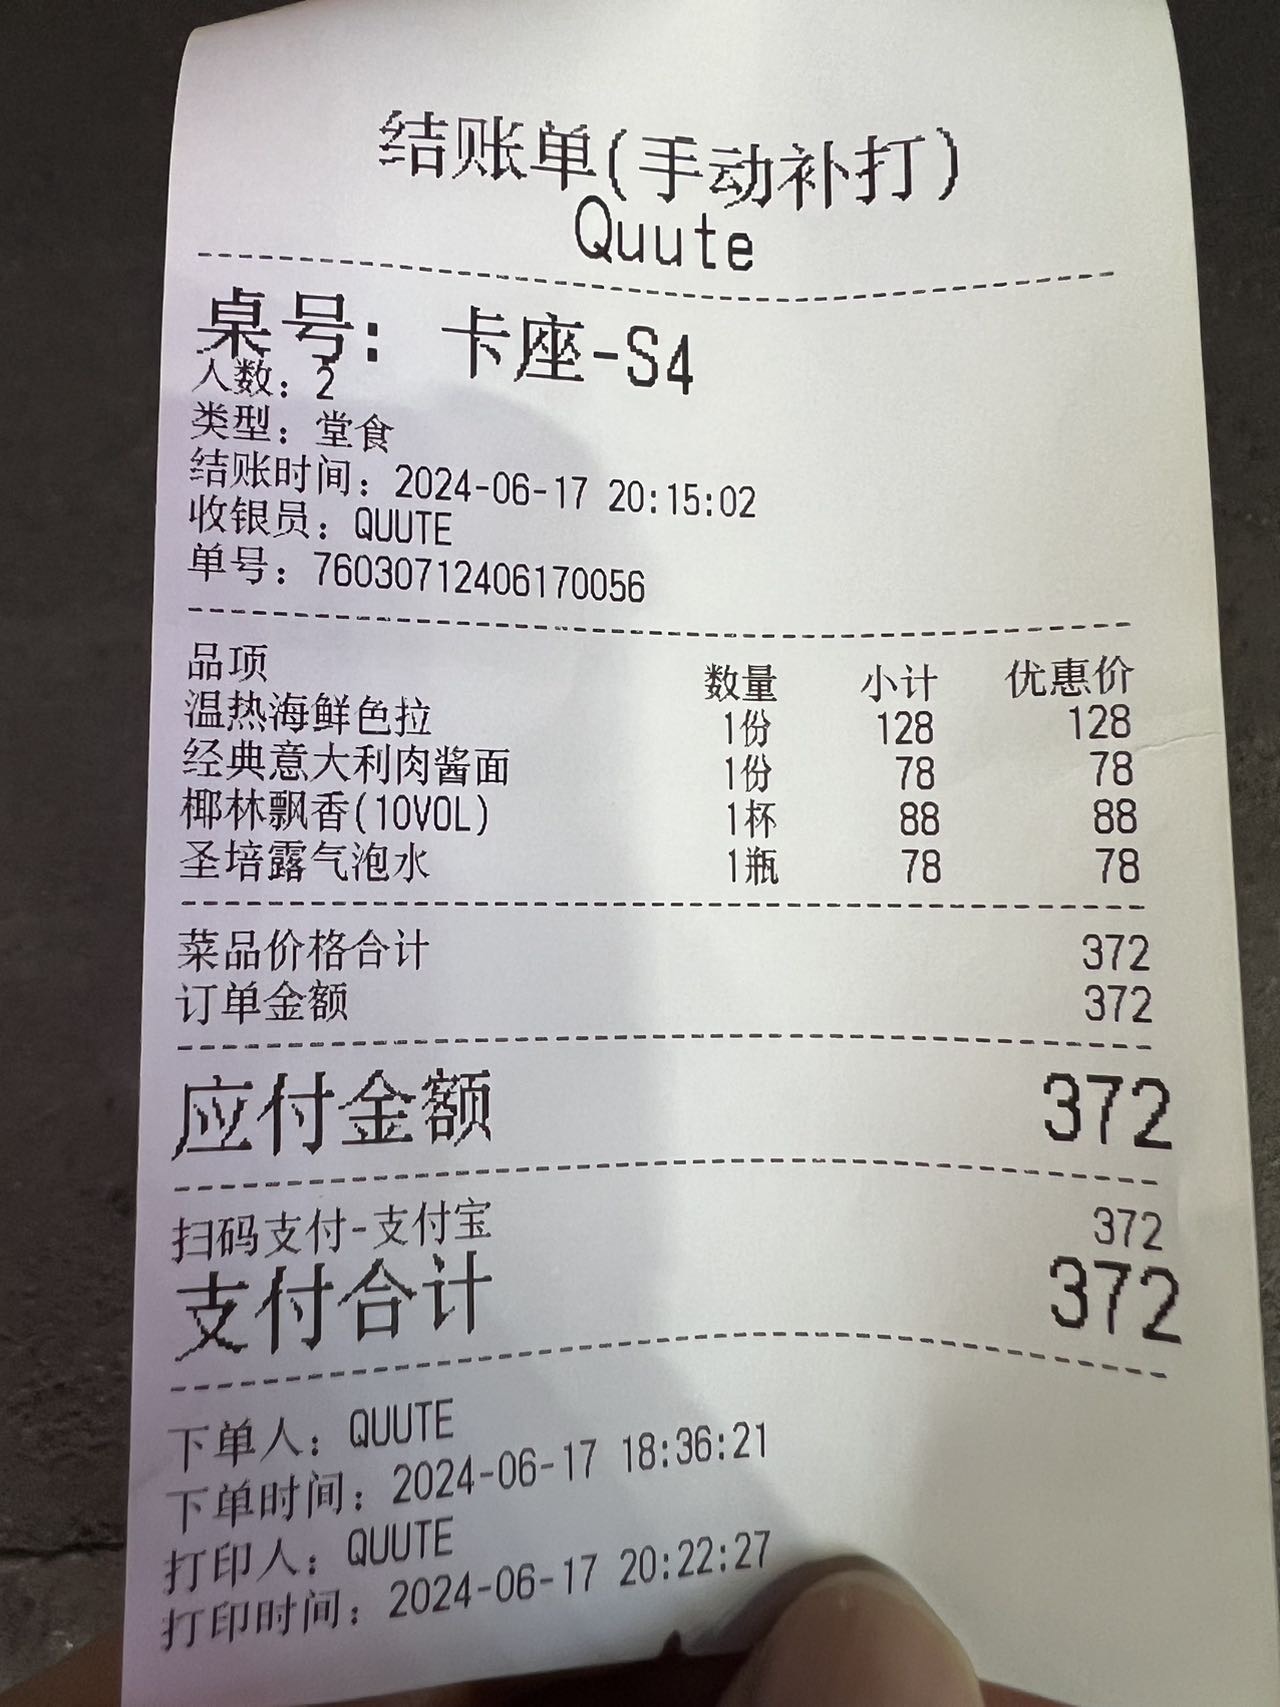 结账单(手动补打)
Quute
桌号: 卡座-S4
人数: 2
类型: 堂食
结账时间: 2024-06-17 20:15:02
收银员: QUUTE
单号: 76030712406170056
品项 数量 小计 优惠价
温热海鲜色拉 1份 128 128
经典意大利肉酱面 1份 78 78
椰林飘香(10VOL) 1杯 88 88
圣培露气泡水 1瓶 78 78
菜品价格合计 372
订单金额 372
应付金额 372
扫码支付-支付宝 372
支付合计 372
下单人: QUUTE
下单时间: 2024-06-17 18:36:21
打印人: QUUTE
打印时间: 2024-06-17 20:22:27